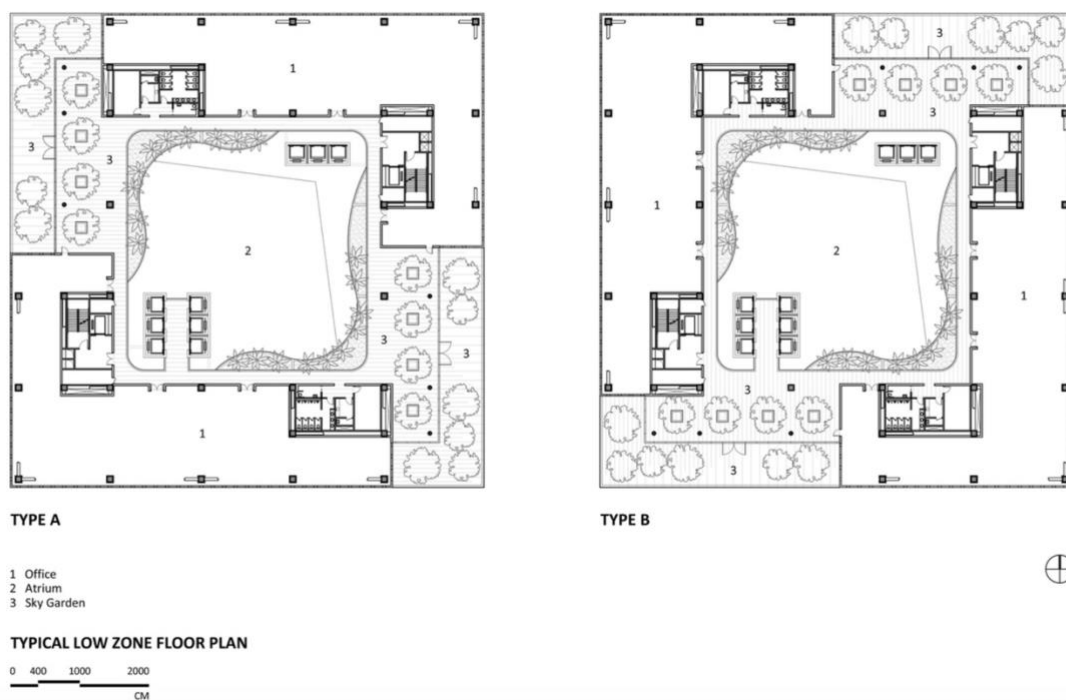 3
1
3
3
2
3
3
1
TYPE A
3
3
1
2
1
3
3
TYPE B
1 Office
2 Atrium
3 Sky Garden
TYPICAL LOW ZONE FLOOR PLAN
0 400 1000 2000
CM